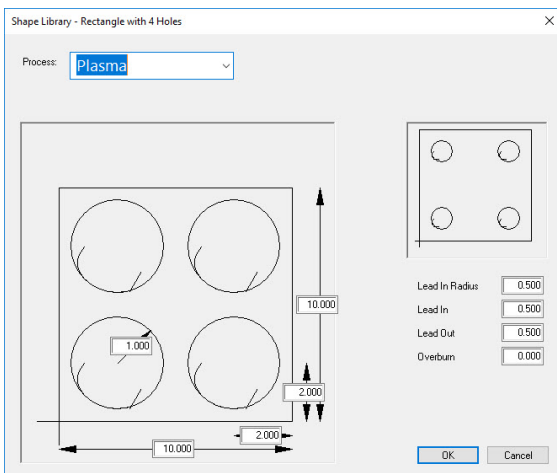 Shape Library - Rectangle with 4 Holes
Process:
Plasma
10.000
1.000
2.000
2.000
10.000
Lead In Radius 0.500
Lead In 0.500
Lead Out 0.500
Overburn 0.000
OK Cancel